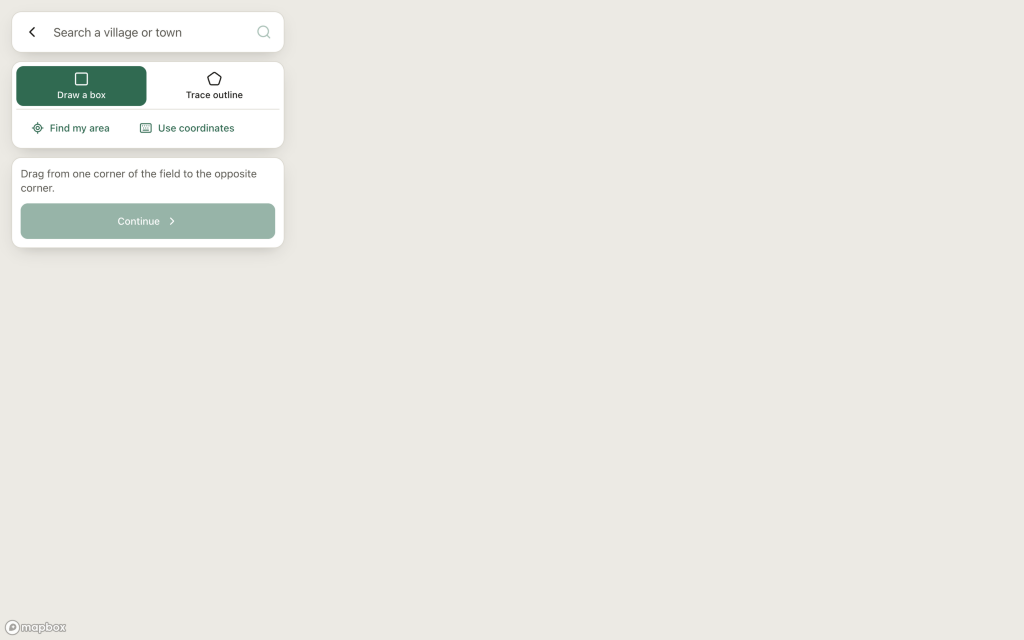 Search a village or town
Draw a box
Trace outline
Find my area
Use coordinates
Drag from one corner of the field to the opposite
corner.
Continue
mapbox